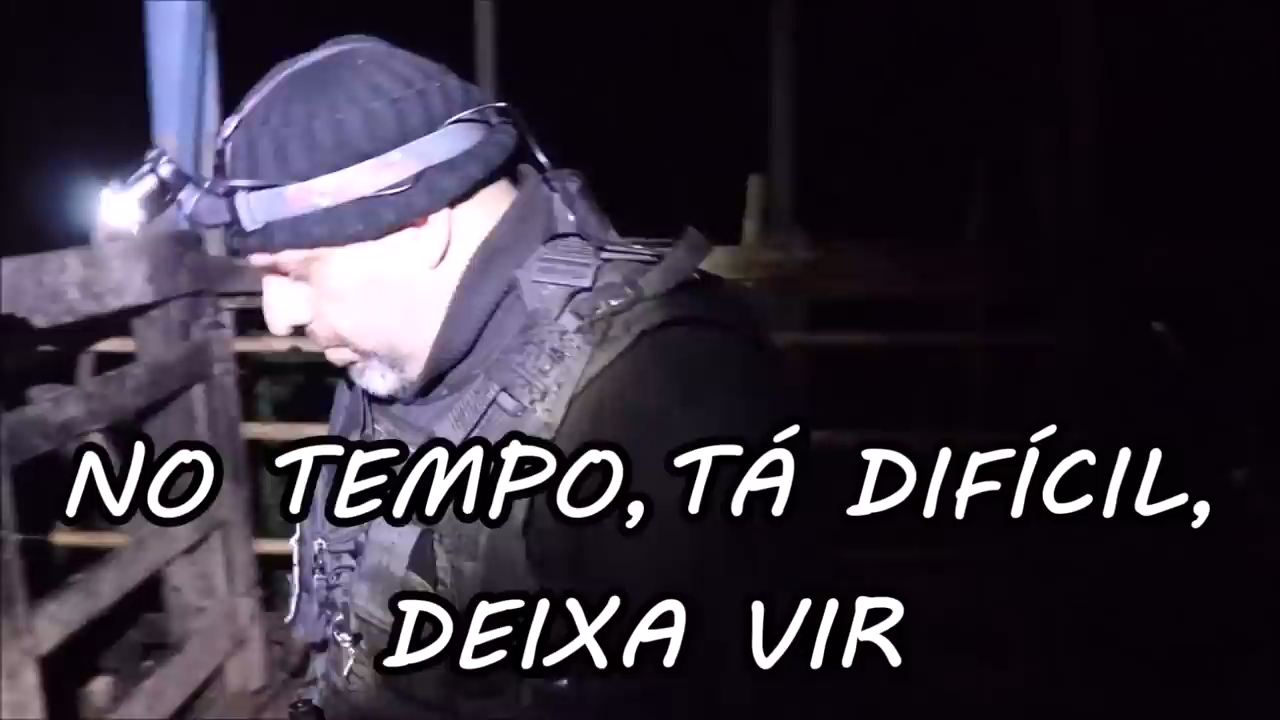 NO TEMPO, TÁ DIFÍCIL,
DEIXA VIR